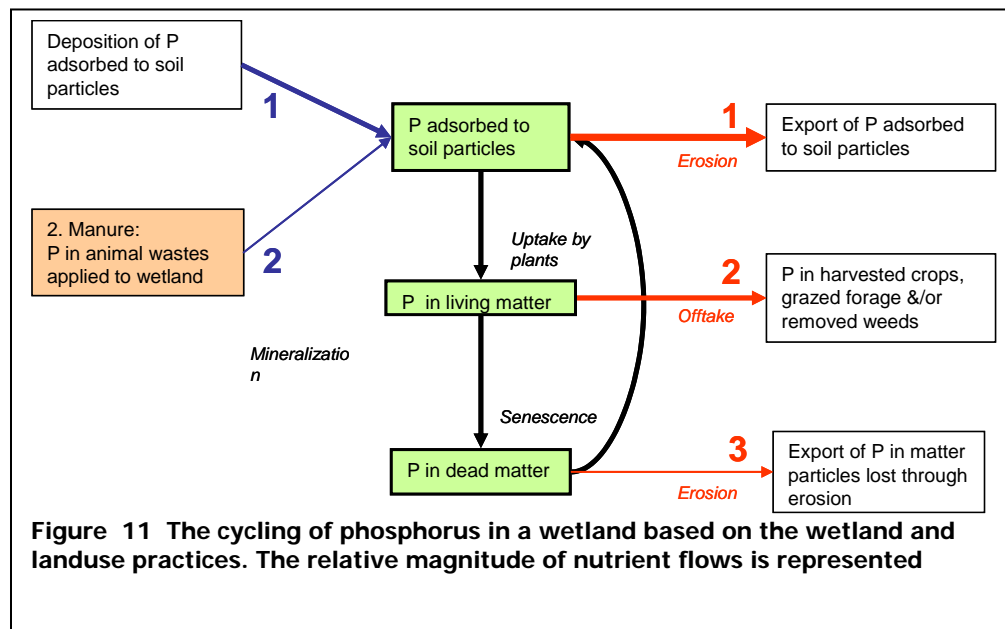 Deposition of P
adsorbed to soil
particles
1
P adsorbed to
soil particles
1
Erosion
Export of P adsorbed
to soil particles
2. Manure:
P in animal wastes
applied to wetland
2
Uptake by
plants
P in living matter
2
Offtake
P in harvested crops,
grazed forage &/or
removed weeds
Mineralizatio
n
Senescence
P in dead matter
3
Erosion
Export of P in matter
particles lost through
erosion
Figure 11 The cycling of phosphorus in a wetland based on the wetland and
landuse practices. The relative magnitude of nutrient flows is represented